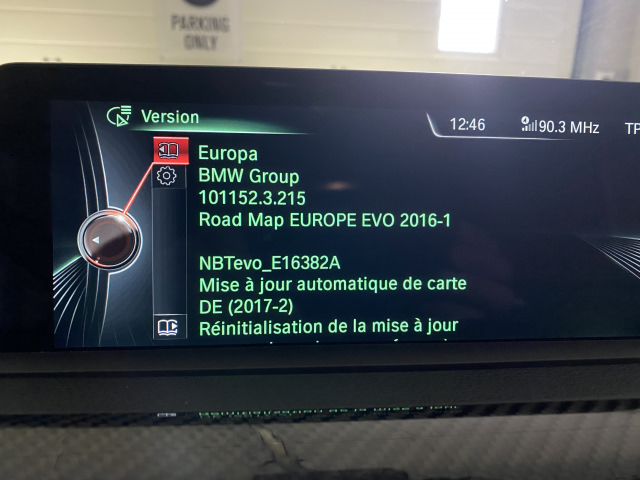 PARKING
ONLY
Version
12:46
90.3 MHz
TP
Europa
BMW Group
101152.3.215
Road Map EUROPE EVO 2016-1
NBTevo_E16382A
Mise à jour automatique de carte
DE (2017-2)
Réinitialisation de la mise à jour